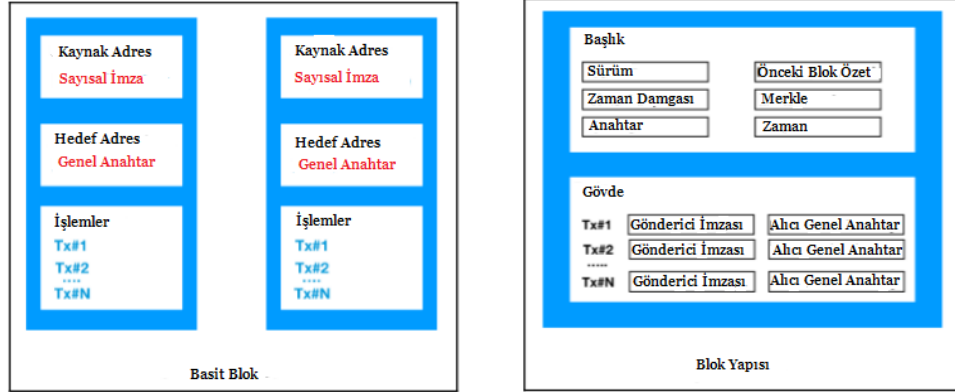 Kaynak Adres
Sayısal İmza
Hedef Adres
Genel Anahtar
İşlemler
Tx#1
Tx#2
....
Tx#N
Kaynak Adres
Sayısal İmza
Hedef Adres
Genel Anahtar
İşlemler
Tx#1
Tx#2
....
Tx#N
Basit Blok
Başlık
Sürüm Önceki Blok Özet
Zaman Damgası Merkle
Anahtar Zaman
Gövde
Tx#1 Gönderici İmzası Alıcı Genel Anahtar
Tx#2 Gönderici İmzası Alıcı Genel Anahtar
.....
Tx#N Gönderici İmzası Alıcı Genel Anahtar
Blok Yapısı